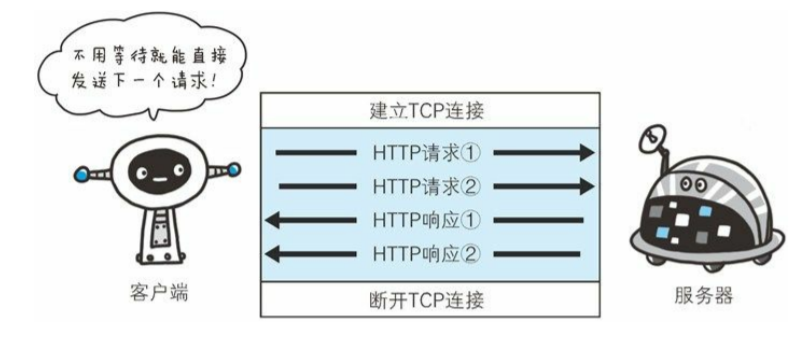 不用等待就能直接
发送下一个请求！
建立TCP连接
HTTP请求①
HTTP请求②
HTTP响应①
HTTP响应②
断开TCP连接
客户端
服务器